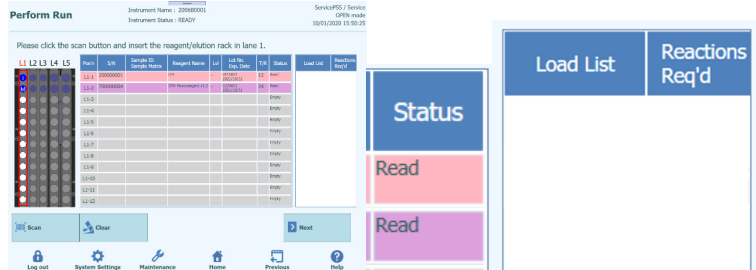 Perform Run
Instrument Name : 2006B0001
Instrument Status : READY
ServicePSS / Service
OPEN mode
10/01/2020 15:50:25
Please click the scan button and insert the reagent/elution rack in lane 1.
L1 L2 L3 L4 L5
Pos'n S/N Sample ID Sample Matrix Reagent Name Lvl Lot No. Exp. Date T/R Status
Load List Reactions Req'd
L1-1 Read
L1-2 24 Read
L1-3 Empty
L1-4 Empty
L1-5 Empty
L1-6 Empty
L1-7 Empty
L1-8 Empty
L1-9 Empty
L1-10 Empty
L1-11 Empty
L1-12 Empty
Scan Clear Next
Log out System Settings Maintenance Home Previous Help
Status
Read
Read
Load List
Reactions
Req'd